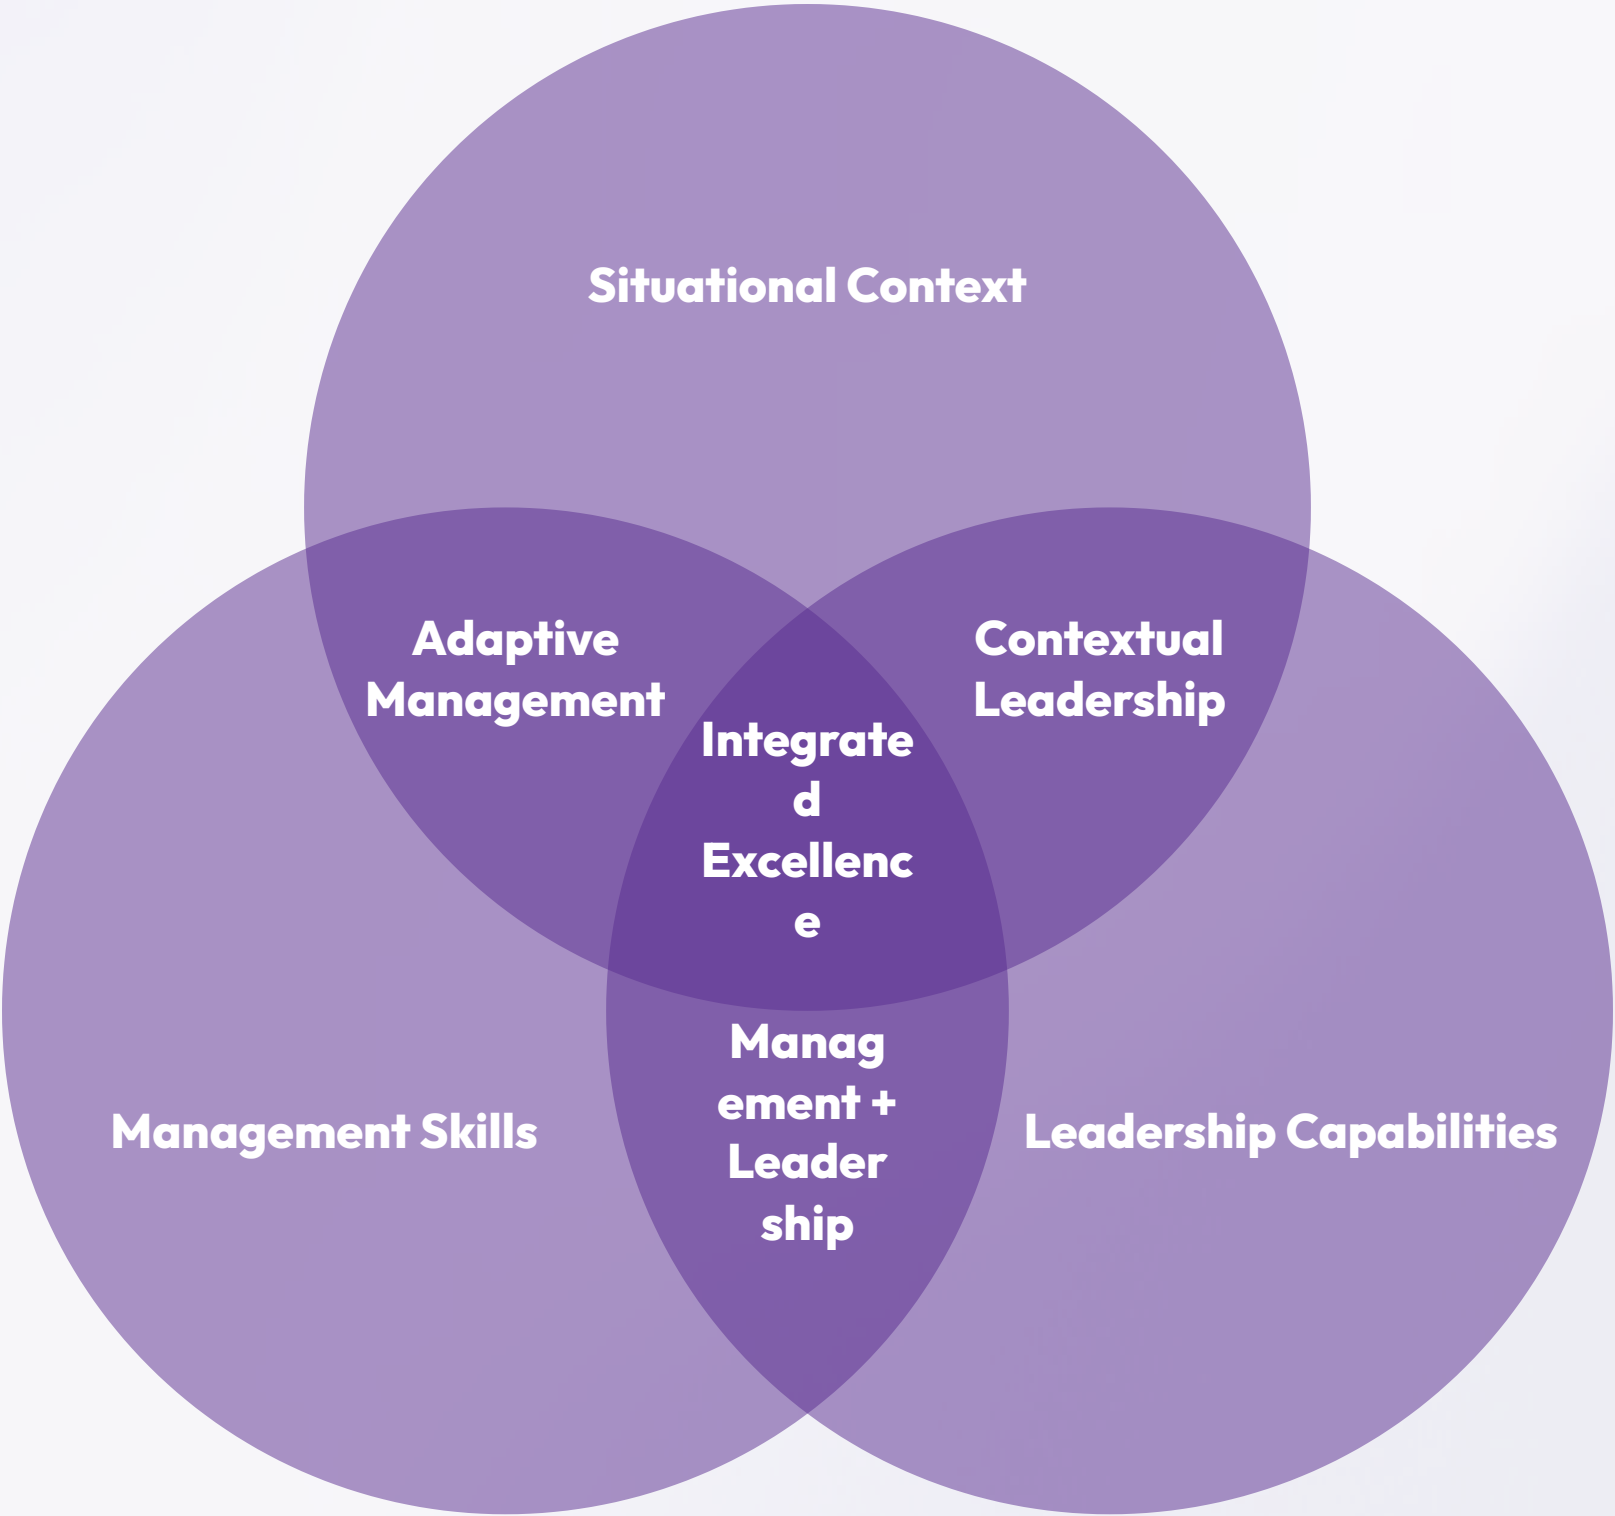 Situational Context
Adaptive
Management
Contextual
Leadership
Integrate
d
Excellenc
e
Manag
ement +
Leader
ship
Management Skills
Leadership Capabilities